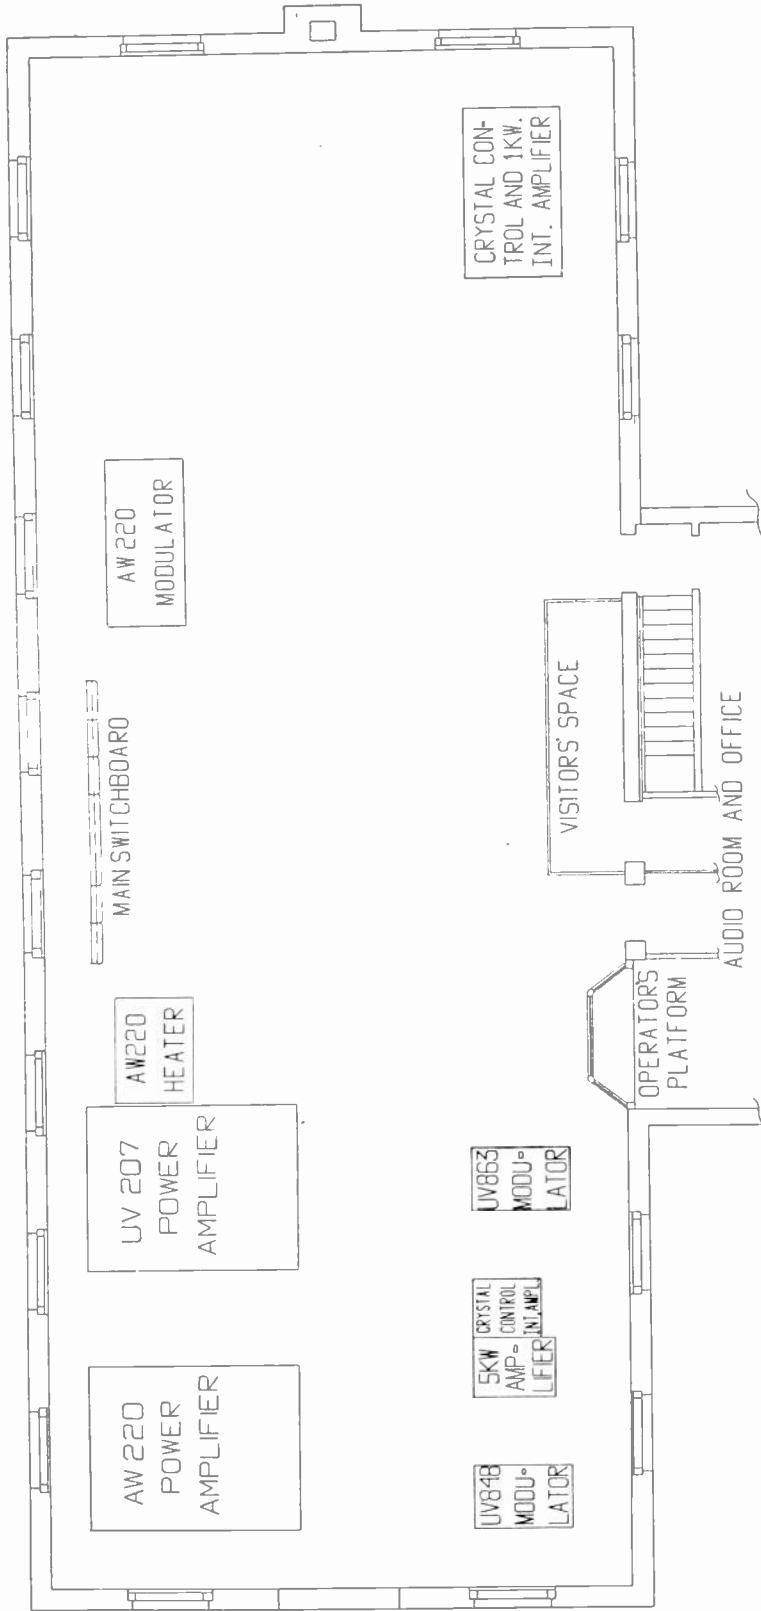 AW 220
POWER
AMPLIFIER
UV 207
POWER
AMPLIFIER
AW220
HEATER
MAIN SWITCHBOARD
AW 220
MODULATOR
UV848
MODU-
LATOR
5KW
AMP-
LIFIER
CRYSTAL
CONTROL
INT.AMPL.
UV863
MODU-
LATOR
OPERATOR'S
PLATFORM
VISITORS' SPACE
AUDIO ROOM AND OFFICE
CRYSTAL CON-
TROL AND 1KW.
INT. AMPLIFIER